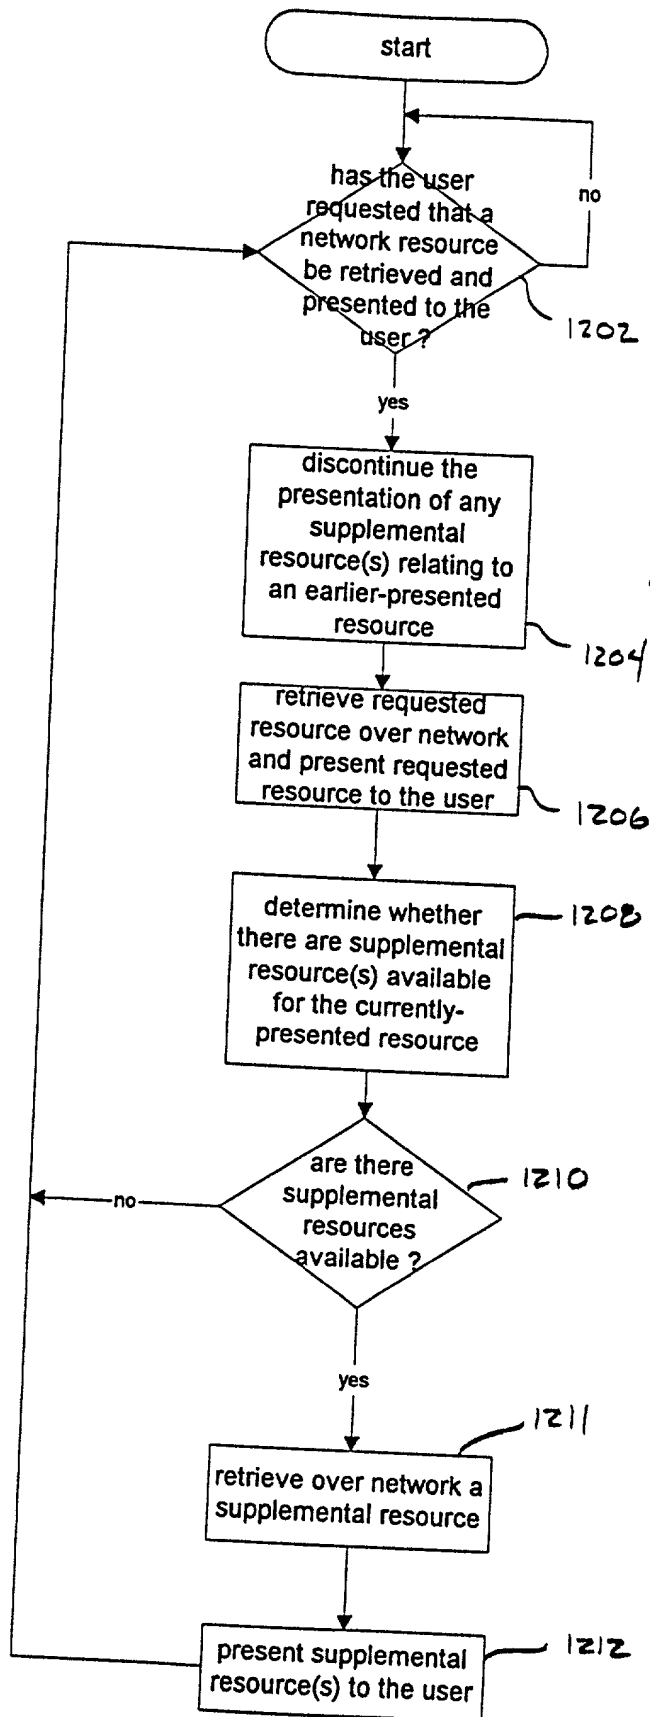 start
has the user
requested that a
network resource
be retrieved and
presented to the
user ?
no
1202
yes
discontinue the
presentation of any
supplemental
resource(s) relating to
an earlier-presented
resource
1204
retrieve requested
resource over network
and present requested
resource to the user
1206
determine whether
there are supplemental
resource(s) available
for the currently-
presented resource
1208
are there
supplemental
resources
available ?
1210
no
yes
1211
retrieve over network a
supplemental resource
present supplemental
resource(s) to the user
1212